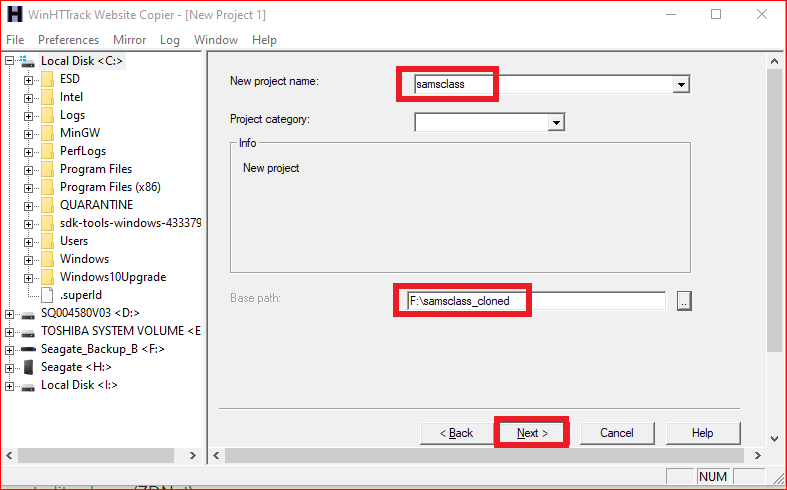 WinHTTrack Website Copier - [New Project 1]
File Preferences Mirror Log Window Help
Local Disk <C:>
ESD
Intel
Logs
MinGW
PerfLogs
Program Files
Program Files (x86)
QUARANTINE
sdk-tools-windows-433379
Users
Windows
Windows10Upgrade
.superId
SQ004580V03 <D:>
TOSHIBA SYSTEM VOLUME <E
Seagate_Backup_B <F:>
Seagate <H:>
Local Disk <I:>
New project name: samsclass
Project category:
Info
New project
Base path: F:\samsclass_cloned ..
< Back Next > Cancel Help
NUM